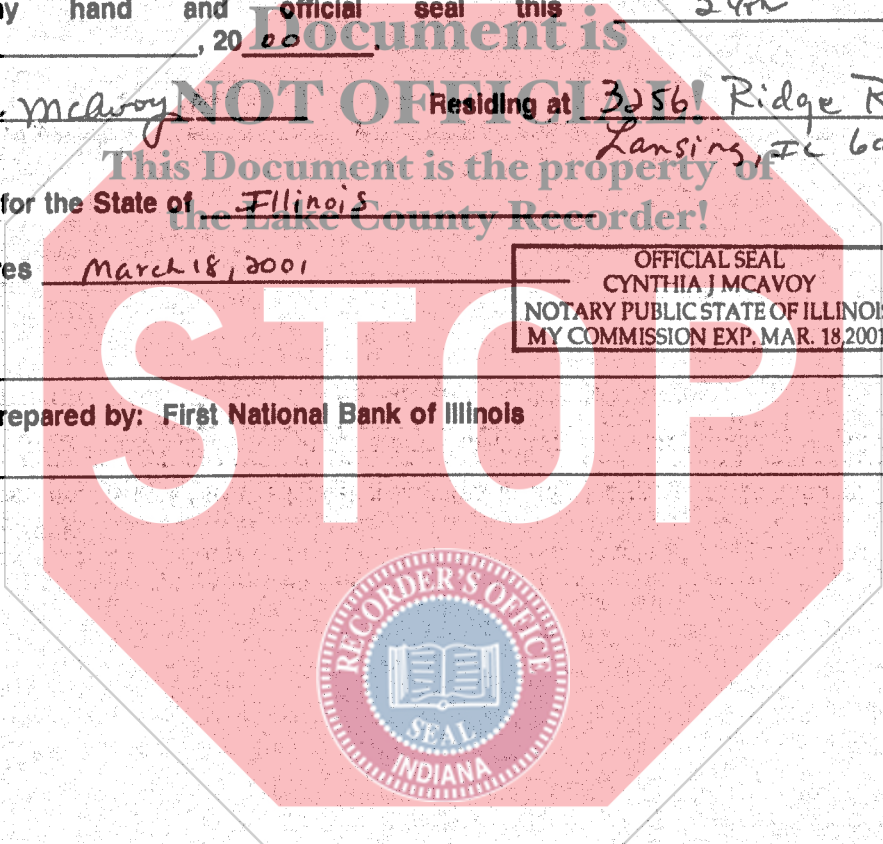 y hand and official seal this 24th
, 20 00 .
Document is
NOT OFFICIAL!
McAvoy Residing at 3256 Ridge R
Lansing, IL 60
This Document is the property of
for the State of Illinois
the Lake County Recorder!
es March 18, 2001
OFFICIAL SEAL
CYNTHIA J MCAVOY
NOTARY PUBLIC STATE OF ILLINOIS
MY COMMISSION EXP. MAR. 18,2001
STOP
repared by: First National Bank of Illinois
RECORDER'S OFFICE
SEAL
INDIANA